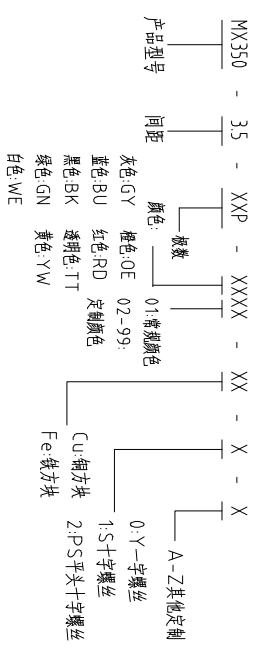 MX350 - 3.5 - XXP - XXXX - XX - X - X
产品型号
间距
极数
颜色:
灰色:GY 橙色:OE
蓝色:BU 红色:RD
黑色:BK 透明色:TT
绿色:GN 黄色:YW
白色:WE
01:常规颜色
02-99:
定制颜色
Cu:铜方块
Fe:铁方块
0:Y一字螺丝
1:S十字螺丝
2:PS平头十字螺丝
A-Z其他定制